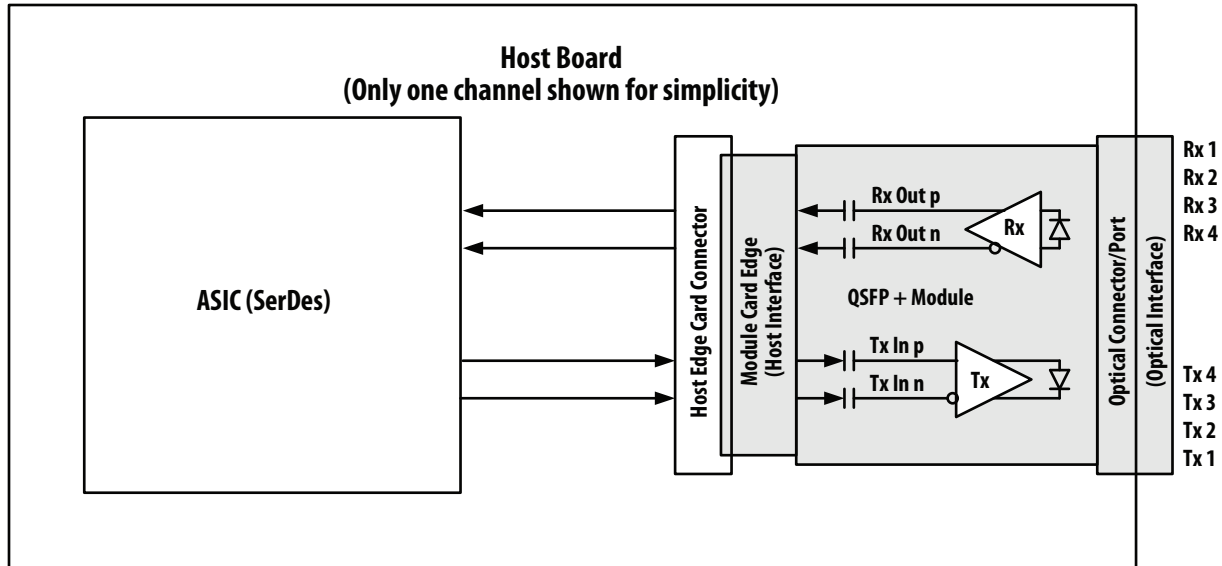 Host Board
(Only one channel shown for simplicity)
ASIC (SerDes)
Host Edge Card Connector
Module Card Edge
(Host Interface)
Rx Out p
Rx Out n
Rx
QSFP + Module
Tx In p
Tx In n
Tx
Optical Connector/Port
(Optical Interface)
Rx 1
Rx 2
Rx 3
Rx 4
Tx 4
Tx 3
Tx 2
Tx 1